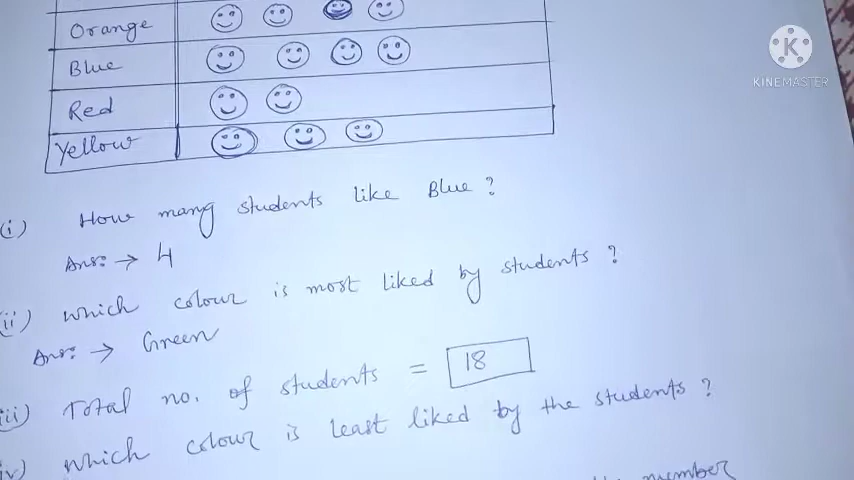 Orange
Blue
Red
Yellow
K
KINEMASTER
(i) How many students like Blue ?
Ans: → 4
(ii) which colour is most liked by students ?
Ans: → Green
iii) Total no. of students = 18
iv) which colour is least liked by the students ?
number